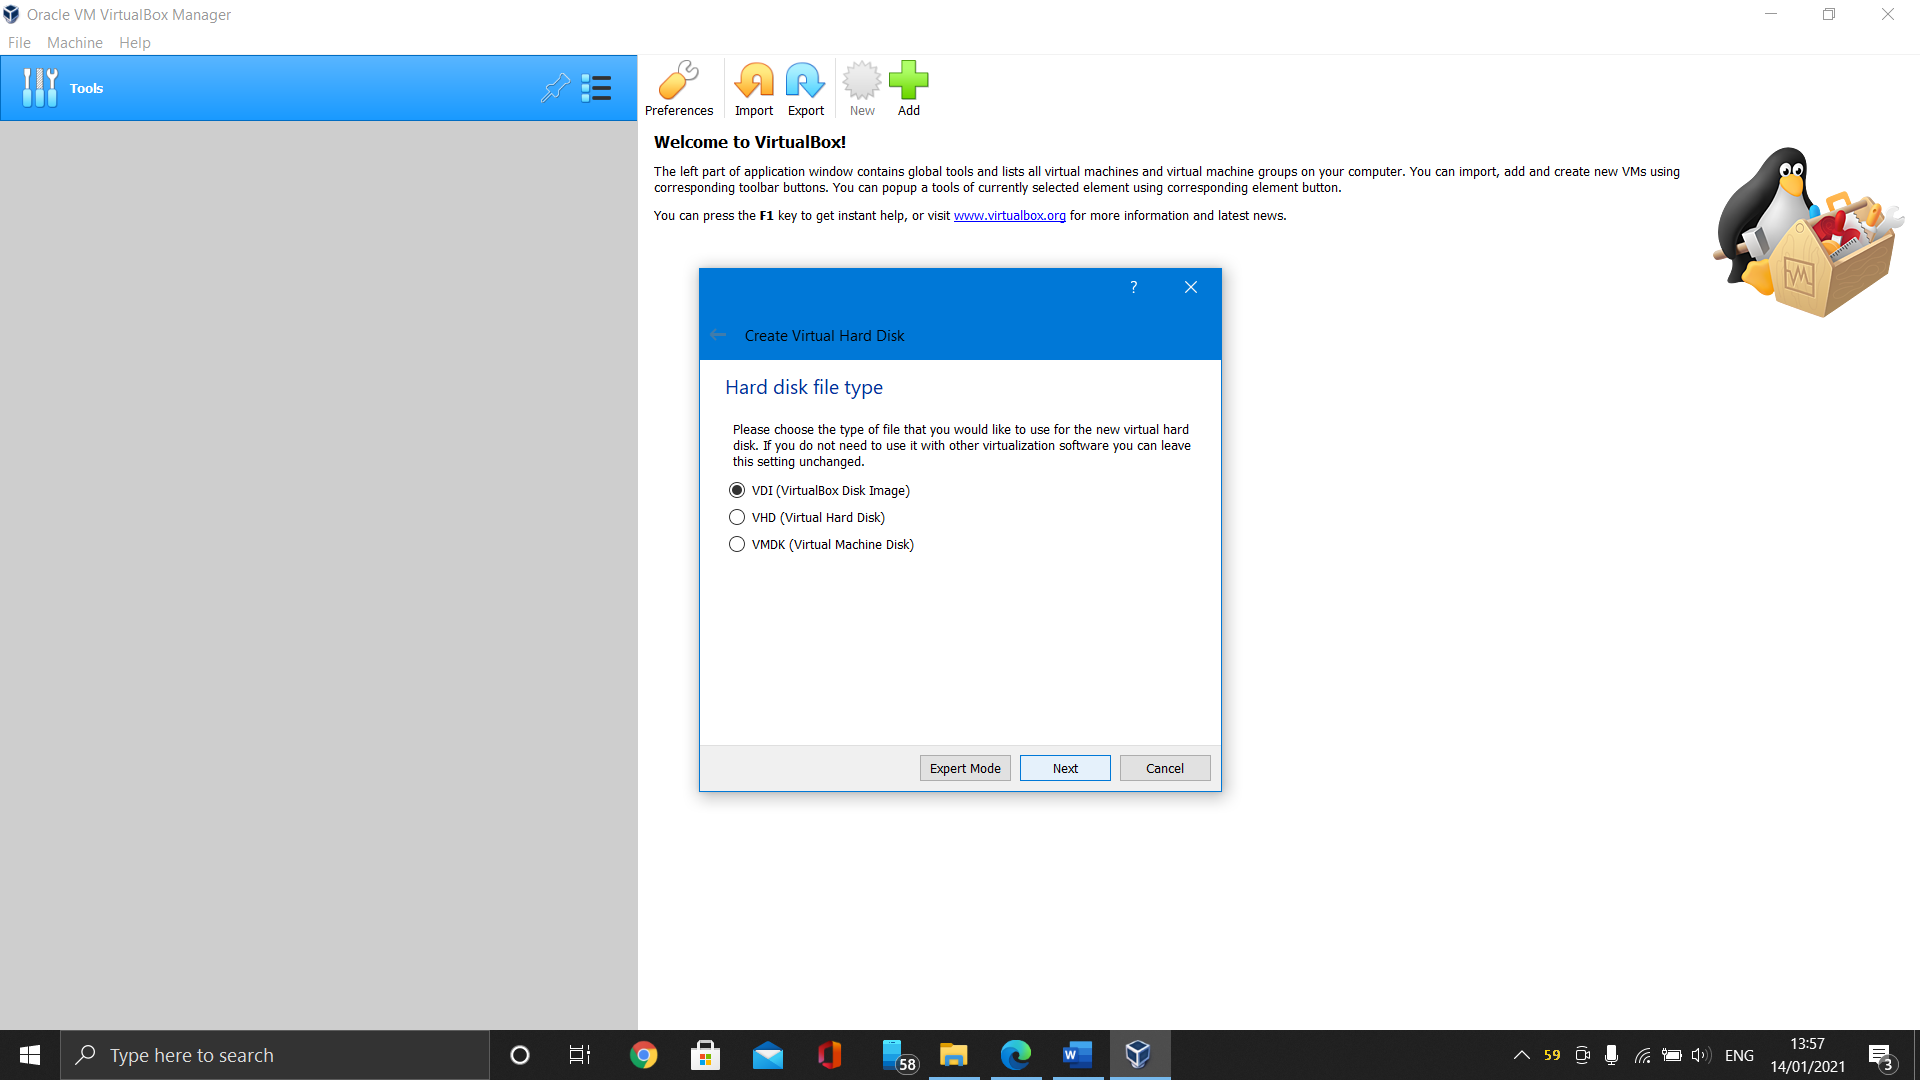 Oracle VM VirtualBox Manager
File Machine Help
Tools
Preferences Import Export New Add
Welcome to VirtualBox!
The left part of application window contains global tools and lists all virtual machines and virtual machine groups on your computer. You can import, add and create new VMs using
corresponding toolbar buttons. You can popup a tools of currently selected element using corresponding element button.
You can press the F1 key to get instant help, or visit www.virtualbox.org for more information and latest news.
?
Create Virtual Hard Disk
Hard disk file type
Please choose the type of file that you would like to use for the new virtual hard
disk. If you do not need to use it with other virtualization software you can leave
this setting unchanged.
VDI (VirtualBox Disk Image)
VHD (Virtual Hard Disk)
VMDK (Virtual Machine Disk)
Expert Mode Next Cancel
Type here to search
58
W
59
ENG
13:57
14/01/2021
3